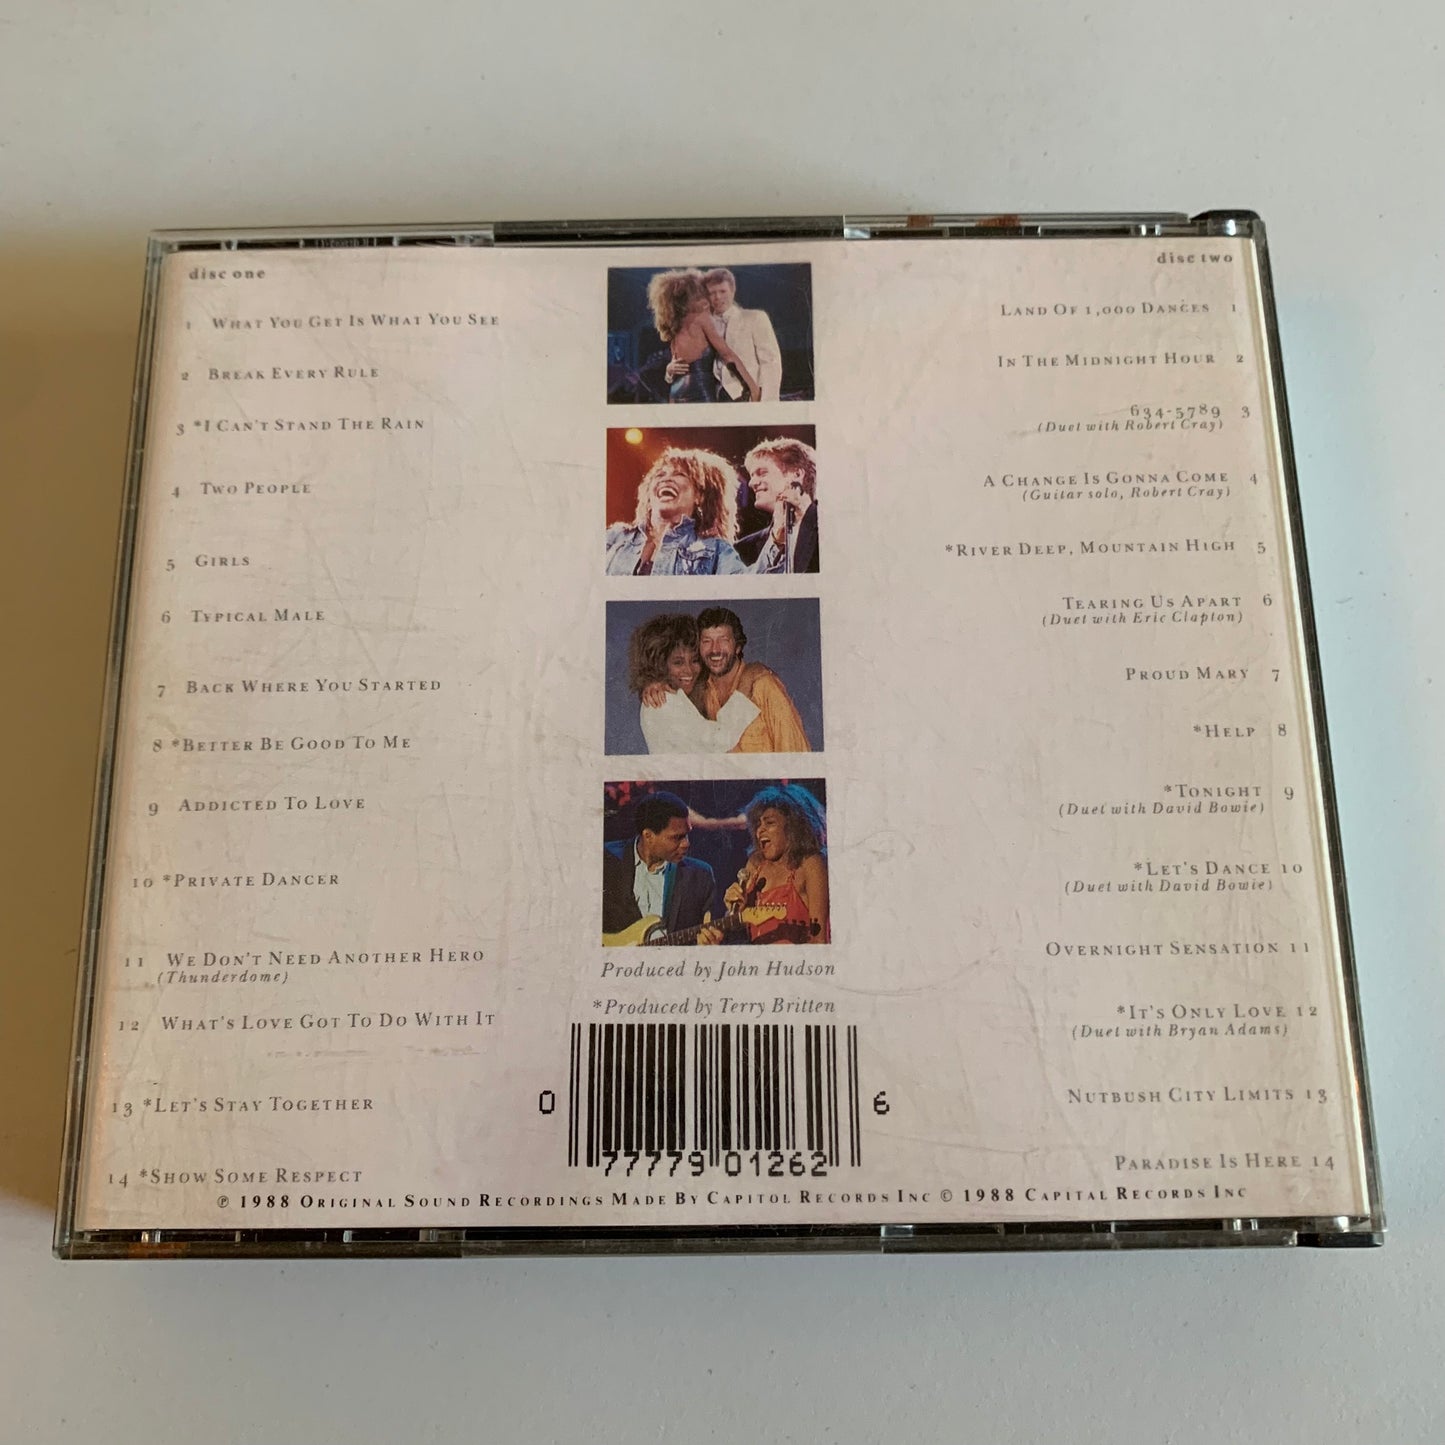 disc one
1 WHAT YOU GET IS WHAT YOU SEE
2 BREAK EVERY RULE
3 *I CAN'T STAND THE RAIN
4 TWO PEOPLE
5 GIRLS
6 TYPICAL MALE
7 BACK WHERE YOU STARTED
8 *BETTER BE GOOD TO ME
9 ADDICTED TO LOVE
10 *PRIVATE DANCER
11 WE DON'T NEED ANOTHER HERO
(Thunderdome)
12 WHAT'S LOVE GOT TO DO WITH IT
13 *LET'S STAY TOGETHER
14 *SHOW SOME RESPECT
disc two
LAND OF 1,000 DANCES 1
IN THE MIDNIGHT HOUR 2
634-5789 3
(Duet with Robert Cray)
A CHANGE IS GONNA COME 4
(Guitar solo, Robert Cray)
*RIVER DEEP, MOUNTAIN HIGH 5
TEARING US APART 6
(Duet with Eric Clapton)
PROUD MARY 7
*HELP 8
*TONIGHT 9
(Duet with David Bowie)
*LET'S DANCE 10
(Duet with David Bowie)
OVERNIGHT SENSATION 11
*IT'S ONLY LOVE 12
(Duet with Bryan Adams)
NUTBUSH CITY LIMITS 13
PARADISE IS HERE 14
Produced by John Hudson
*Produced by Terry Britten
0 77779 01262 6
℗ 1988 ORIGINAL SOUND RECORDINGS MADE BY CAPITOL RECORDS INC © 1988 CAPITAL RECORDS INC